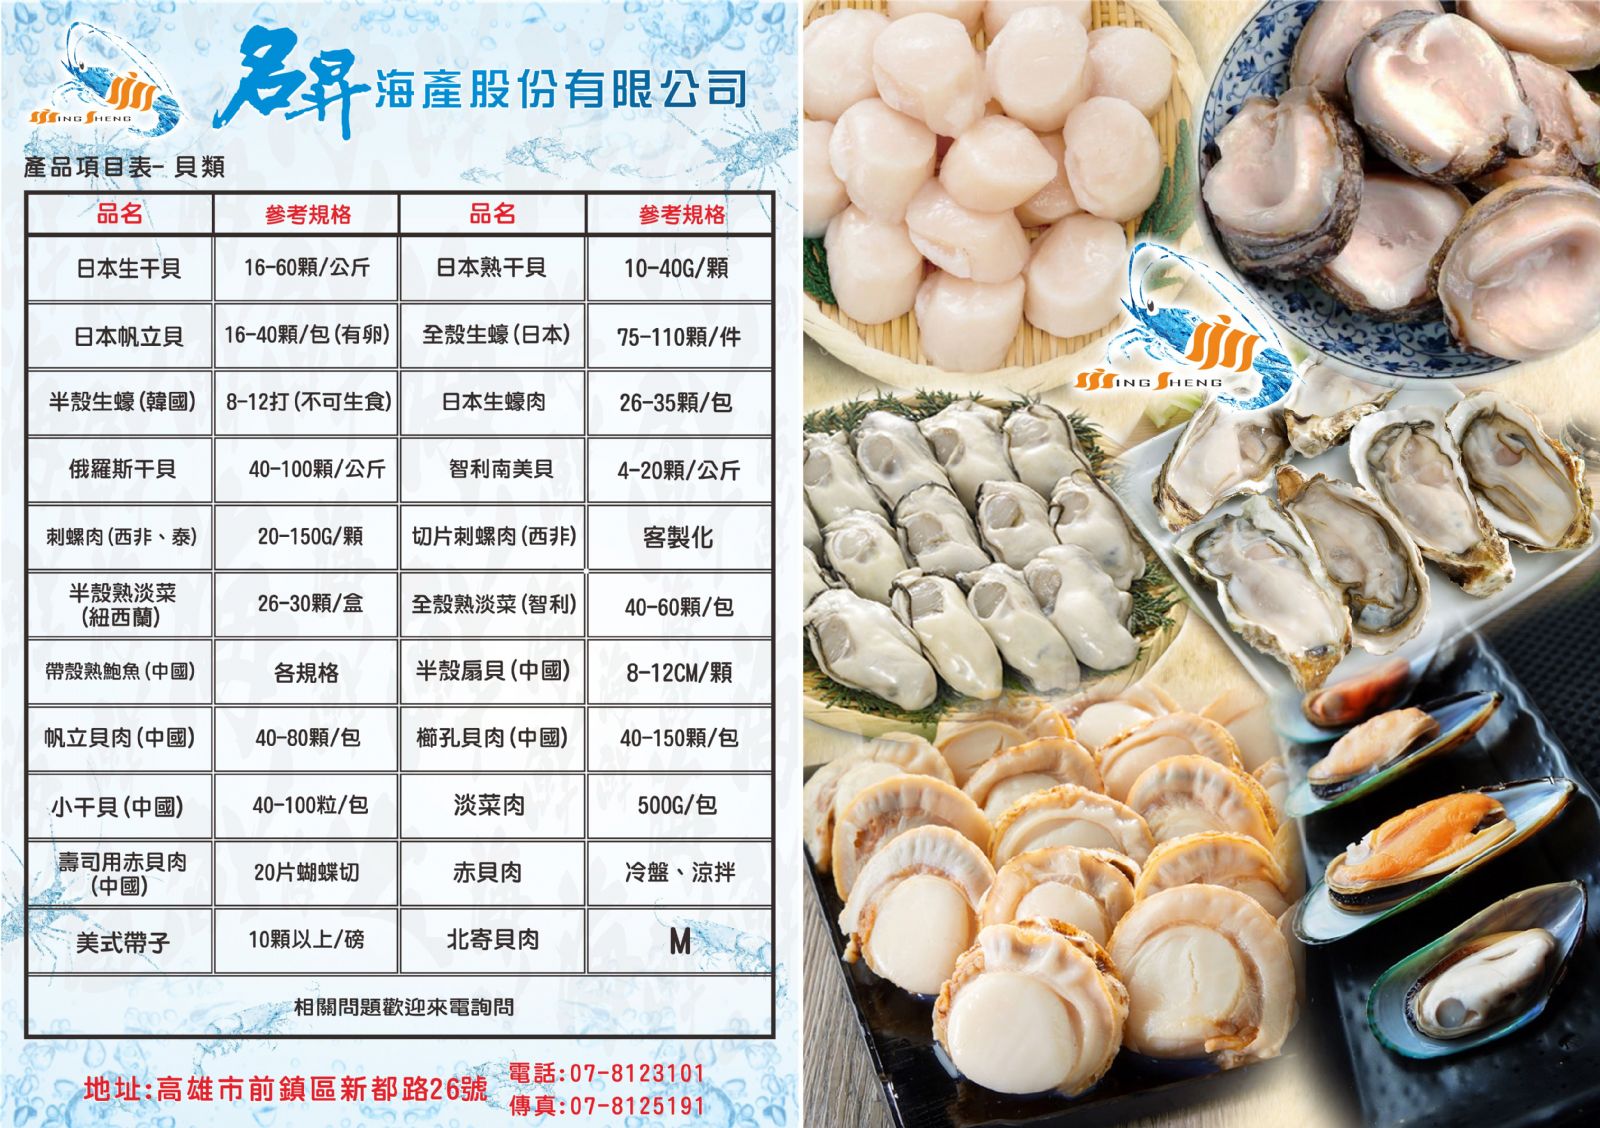 MING SHENG
名昇海產股份有限公司
產品項目表- 貝類
品名 參考規格 品名 參考規格
日本生干貝 16-60顆/公斤 日本熟干貝 10-40G/顆
日本帆立貝 16-40顆/包(有卵) 全殼生蠔(日本) 75-110顆/件
半殼生蠔(韓國) 8-12打(不可生食) 日本生蠔肉 26-35顆/包
俄羅斯干貝 40-100顆/公斤 智利南美貝 4-20顆/公斤
刺螺肉(西非、泰) 20-150G/顆 切片刺螺肉(西非) 客製化
半殼熟淡菜
(紐西蘭) 26-30顆/盒 全殼熟淡菜(智利) 40-60顆/包
帶殼熟鮑魚(中國) 各規格 半殼扇貝(中國) 8-12CM/顆
帆立貝肉(中國) 40-80顆/包 櫛孔貝肉(中國) 40-150顆/包
小干貝(中國) 40-100粒/包 淡菜肉 500G/包
壽司用赤貝肉
(中國) 20片蝴蝶切 赤貝肉 冷盤、涼拌
美式帶子 10顆以上/磅 北寄貝肉 M
相關問題歡迎來電詢問
地址:高雄市前鎮區新都路26號
電話:07-8123101
傳真:07-8125191
MING SHENG